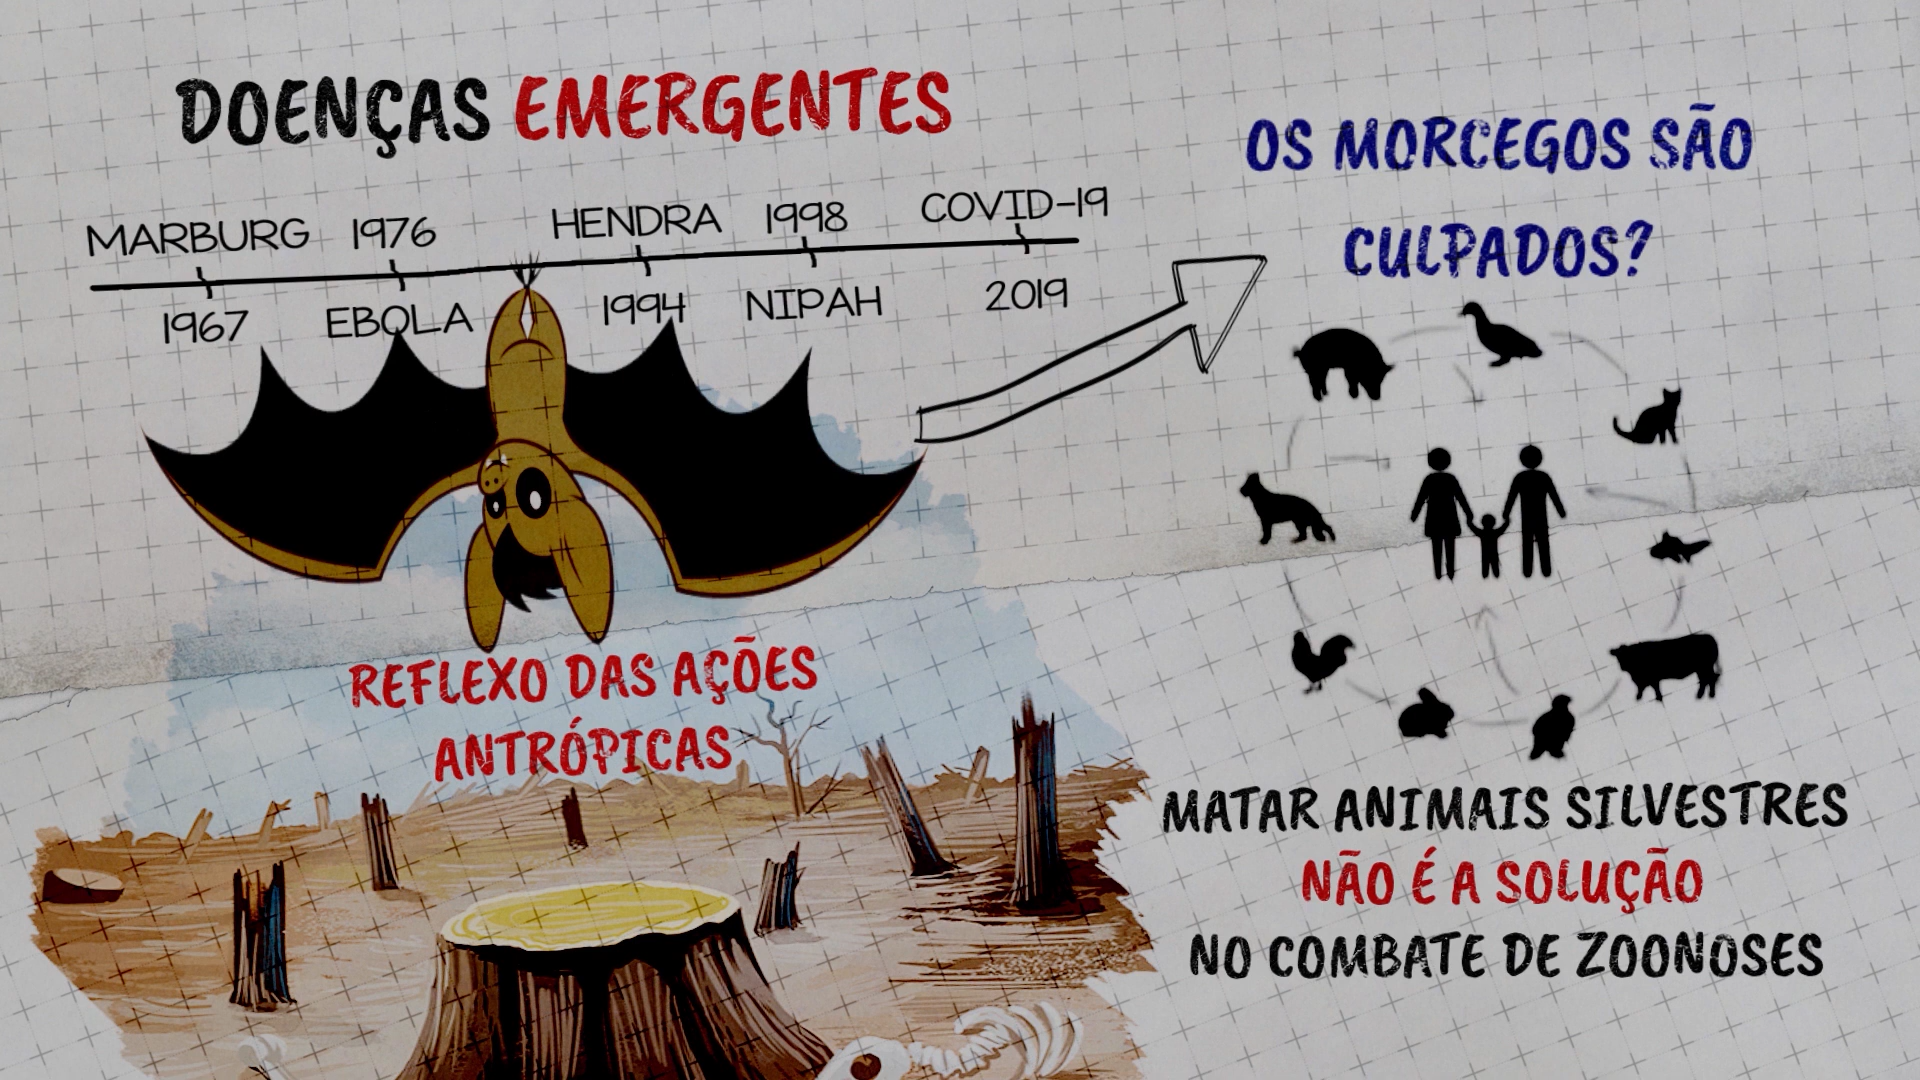 DOENÇAS EMERGENTES
MARBURG 1976 HENDRA 1998 COVID-19
1967 EBOLA 1994 NIPAH 2019
OS MORCEGOS SÃO
CULPADOS?
REFLEXO DAS AÇÕES
ANTRÓPICAS
MATAR ANIMAIS SILVESTRES
NÃO É A SOLUÇÃO
NO COMBATE DE ZOONOSES